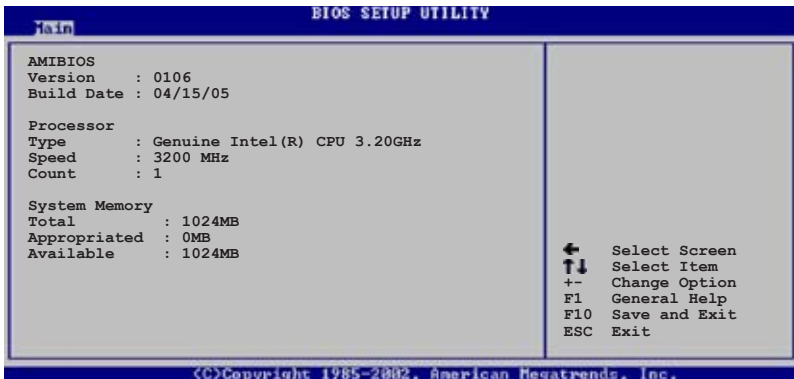 BIOS SETUP UTILITY
Main
AMIBIOS
Version : 0106
Build Date : 04/15/05
Processor
Type : Genuine Intel(R) CPU 3.20GHz
Speed : 3200 MHz
Count : 1
System Memory
Total : 1024MB
Appropriated : 0MB
Available : 1024MB
← Select Screen
↑↓ Select Item
+- Change Option
F1 General Help
F10 Save and Exit
ESC Exit
(C)Copyright 1985-2002, American Megatrends, Inc.